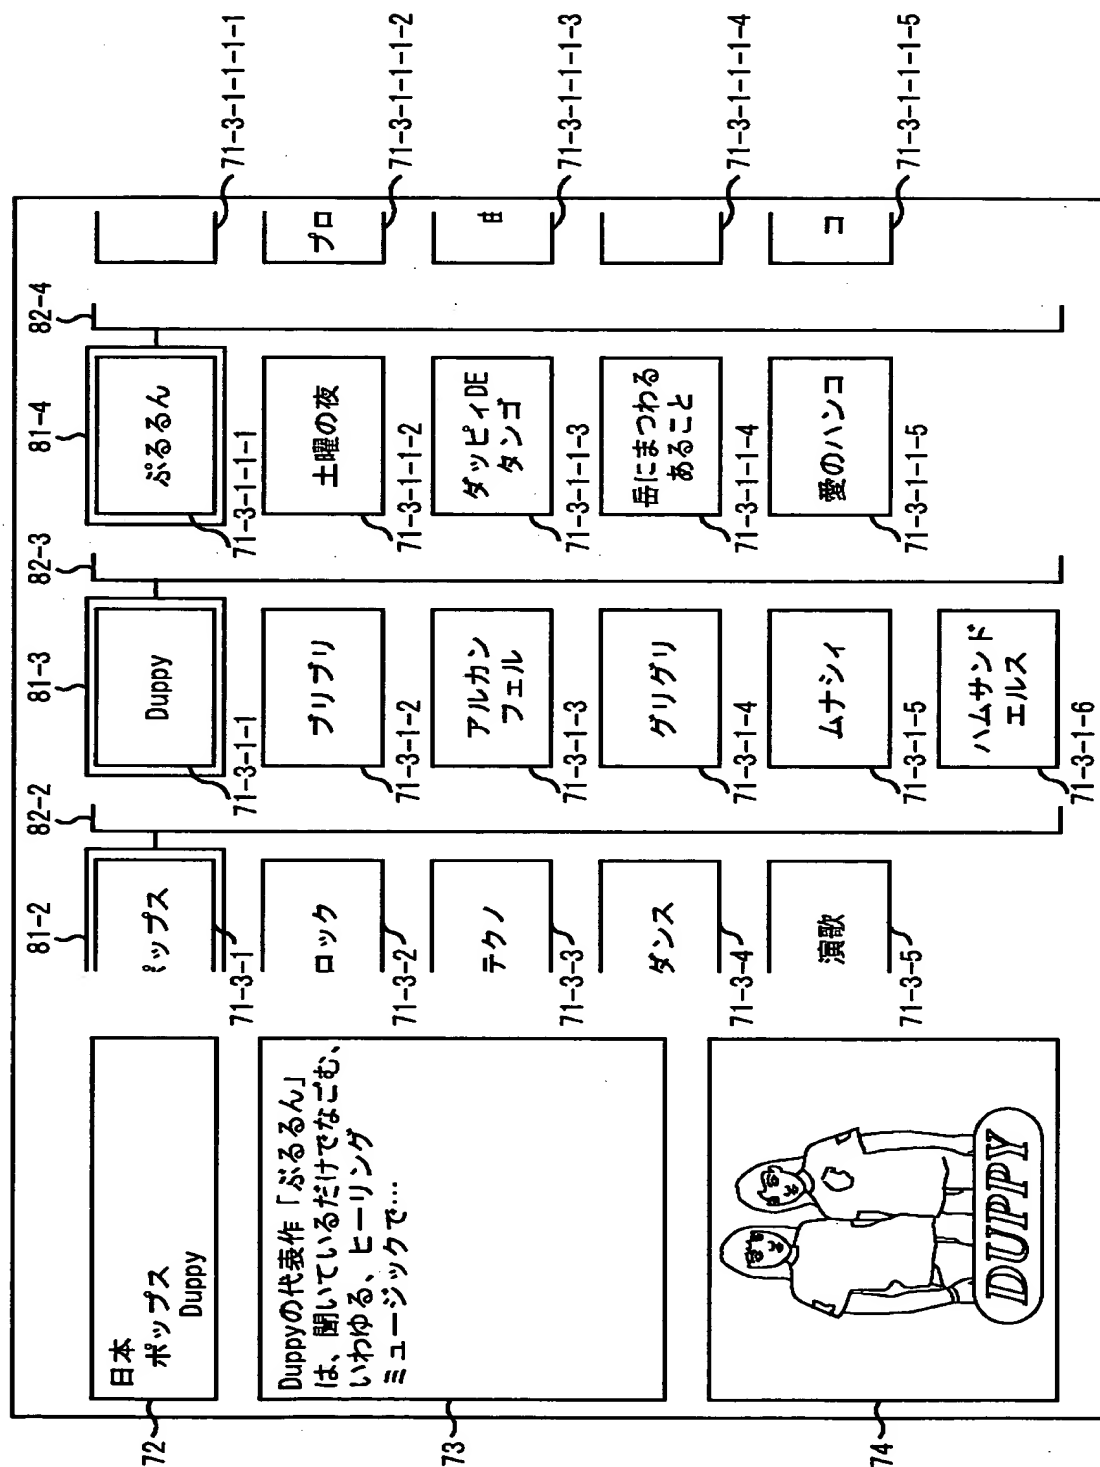 72
日本
ポップス
Duppy
73
Duppyの代表作「ぷるるん」
は、聞いているだけでなごむ、
いわゆる、ヒーリング
ミュージックで…
74
DUPPY
81-2
ップス
71-3-1
ロック
71-3-2
テクノ
71-3-3
ダンス
71-3-4
演歌
71-3-5
82-2
81-3
Duppy
71-3-1-1
ブリブリ
71-3-1-2
アルカン
フェル
71-3-1-3
グリグリ
71-3-1-4
ムナシィ
71-3-1-5
ハムサンド
エルス
71-3-1-6
82-3
81-4
ぷるるん
71-3-1-1-1
土曜の夜
71-3-1-1-2
ダッピィDE
タンゴ
71-3-1-1-3
岳にまつわる
あること
71-3-1-1-4
愛のハンコ
71-3-1-1-5
82-4
71-3-1-1-1-1
プロ
71-3-1-1-1-2
由
71-3-1-1-1-3
71-3-1-1-1-4
コ
71-3-1-1-1-5